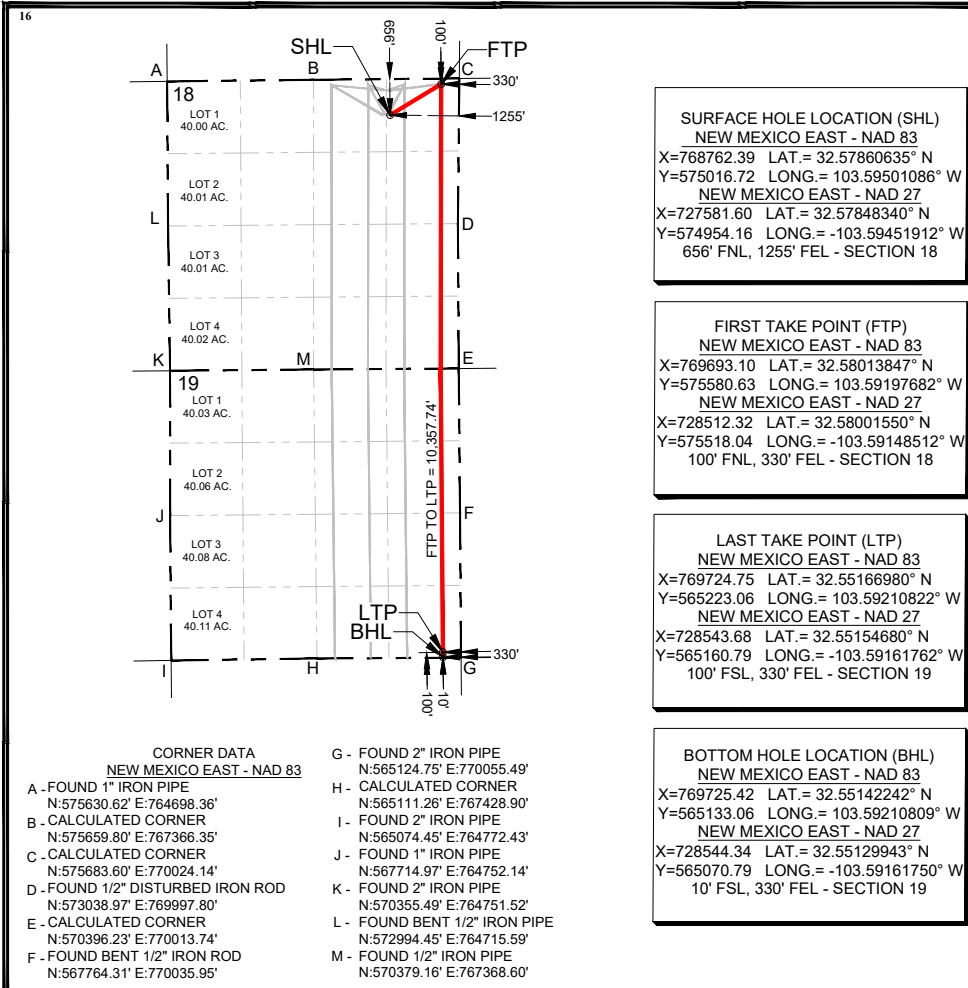 16
656'
100'
SHL
FTP
A
B
C
330'
18
1255'
LOT 1
40.00 AC.
LOT 2
40.01 AC.
L
D
LOT 3
40.01 AC.
LOT 4
40.02 AC.
K
M
E
19
LOT 1
40.03 AC.
FTP TO LTP = 10,357.74'
LOT 2
40.06 AC.
J
F
LOT 3
40.08 AC.
LOT 4
40.11 AC.
LTP
BHL
330'
I
H
G
100'
10'
SURFACE HOLE LOCATION (SHL)
NEW MEXICO EAST - NAD 83
X=768762.39 LAT.= 32.57860635° N
Y=575016.72 LONG.= 103.59501086° W
NEW MEXICO EAST - NAD 27
X=727581.60 LAT.= 32.57848340° N
Y=574954.16 LONG.= -103.59451912° W
656' FNL, 1255' FEL - SECTION 18
FIRST TAKE POINT (FTP)
NEW MEXICO EAST - NAD 83
X=769693.10 LAT.= 32.58013847° N
Y=575580.63 LONG.= 103.59197682° W
NEW MEXICO EAST - NAD 27
X=728512.32 LAT.= 32.58001550° N
Y=575518.04 LONG.= -103.59148512° W
100' FNL, 330' FEL - SECTION 18
LAST TAKE POINT (LTP)
NEW MEXICO EAST - NAD 83
X=769724.75 LAT.= 32.55166980° N
Y=565223.06 LONG.= 103.59210822° W
NEW MEXICO EAST - NAD 27
X=728543.68 LAT.= 32.55154680° N
Y=565160.79 LONG.= -103.59161762° W
100' FSL, 330' FEL - SECTION 19
BOTTOM HOLE LOCATION (BHL)
NEW MEXICO EAST - NAD 83
X=769725.42 LAT.= 32.55142242° N
Y=565133.06 LONG.= 103.59210809° W
NEW MEXICO EAST - NAD 27
X=728544.34 LAT.= 32.55129943° N
Y=565070.79 LONG.= -103.59161750° W
10' FSL, 330' FEL - SECTION 19
CORNER DATA
NEW MEXICO EAST - NAD 83
A - FOUND 1" IRON PIPE
N:575630.62' E:764698.36'
B - CALCULATED CORNER
N:575659.80' E:767366.35'
C - CALCULATED CORNER
N:575683.60' E:770024.14'
D - FOUND 1/2" DISTURBED IRON ROD
N:573038.97' E:769997.80'
E - CALCULATED CORNER
N:570396.23' E:770013.74'
F - FOUND BENT 1/2" IRON ROD
N:567764.31' E:770035.95'
G - FOUND 2" IRON PIPE
N:565124.75' E:770055.49'
H - CALCULATED CORNER
N:565111.26' E:767428.90'
I - FOUND 2" IRON PIPE
N:565074.45' E:764772.43'
J - FOUND 1" IRON PIPE
N:567714.97' E:764752.14'
K - FOUND 2" IRON PIPE
N:570355.49' E:764751.52'
L - FOUND BENT 1/2" IRON PIPE
N:572994.45' E:764715.59'
M - FOUND 1/2" IRON PIPE
N:570379.16' E:767368.60'